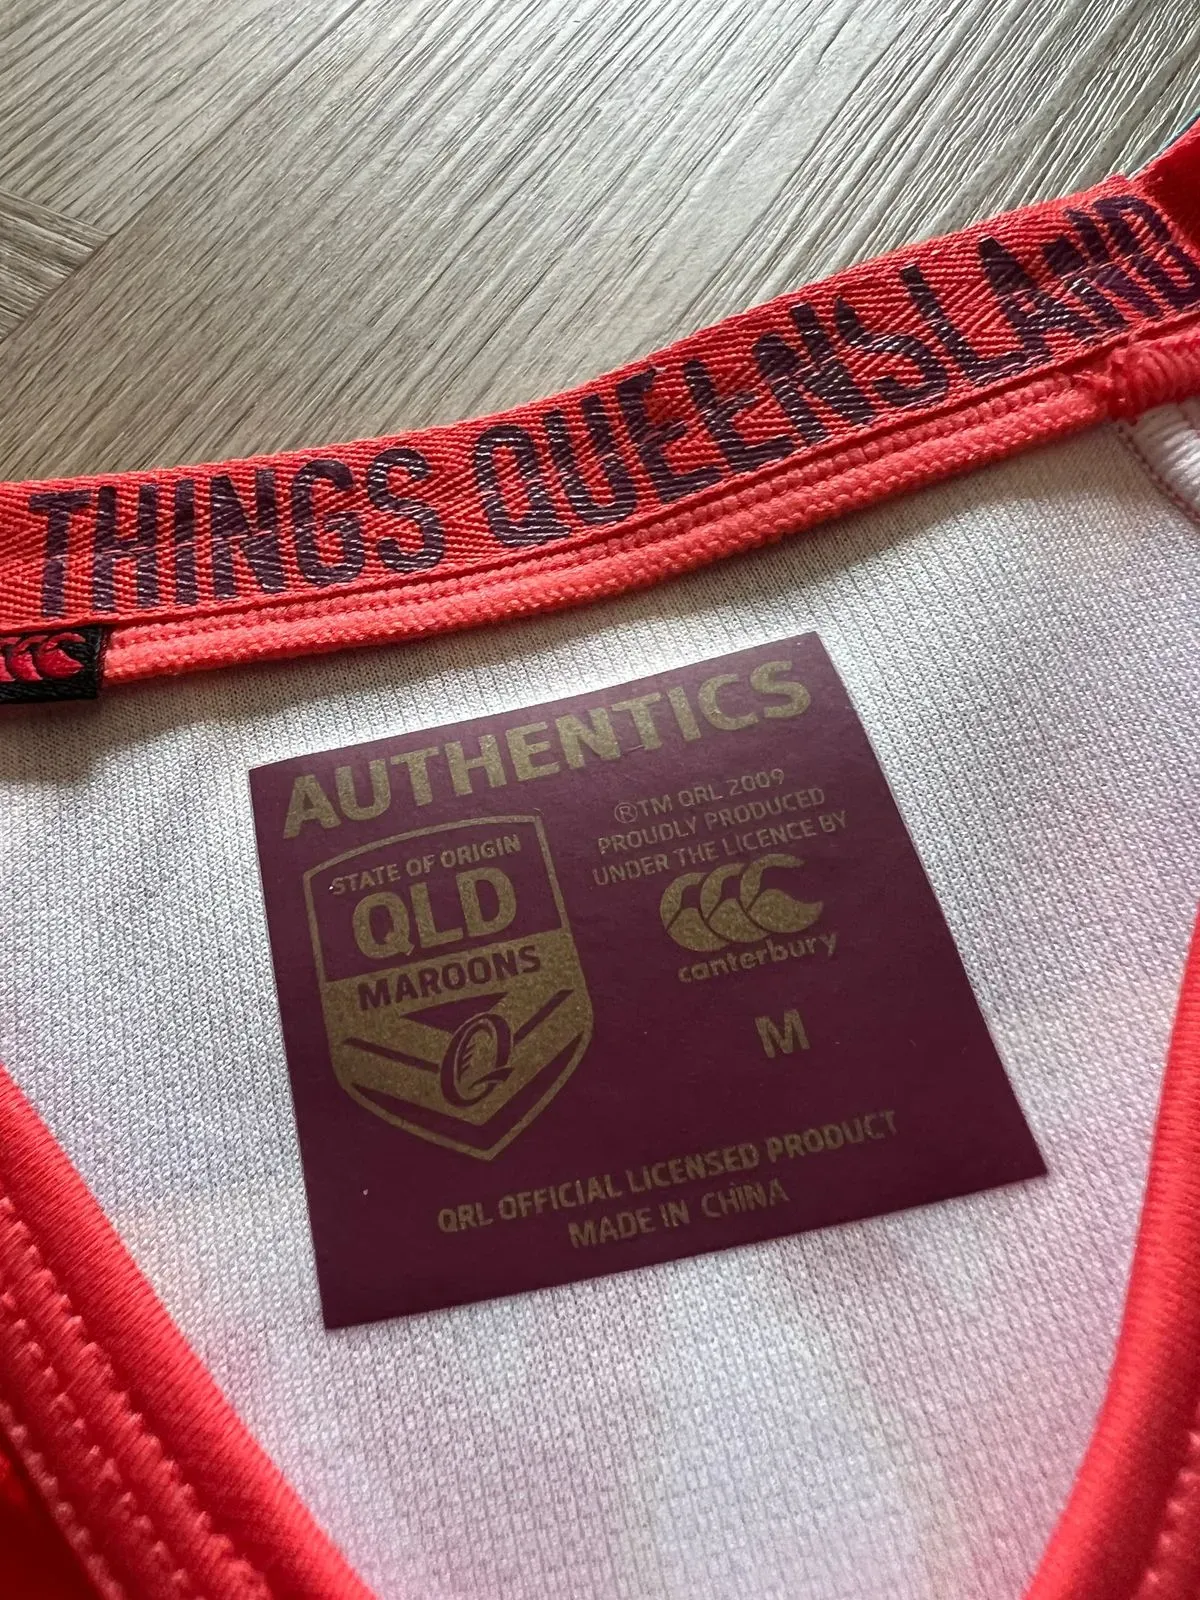 THINGS QUEENSLAND
AUTHENTICS
STATE OF ORIGIN
QLD
MAROONS
Q
®TM QRL 2009
PROUDLY PRODUCED
UNDER THE LICENCE BY
canterbury
M
QRL OFFICIAL LICENSED PRODUCT
MADE IN CHINA